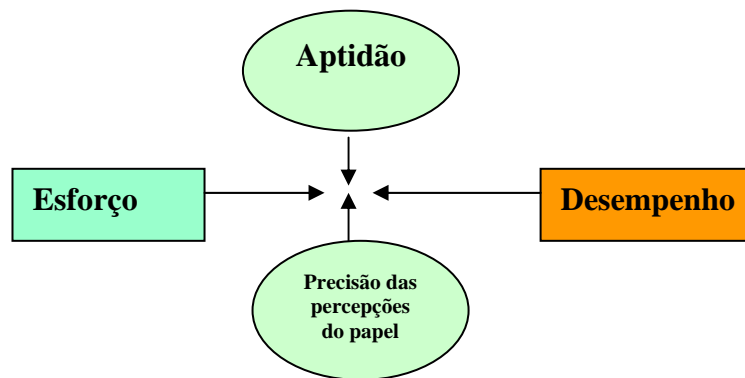 Aptidão
Esforço
Desempenho
Precisão das
percepções
do papel